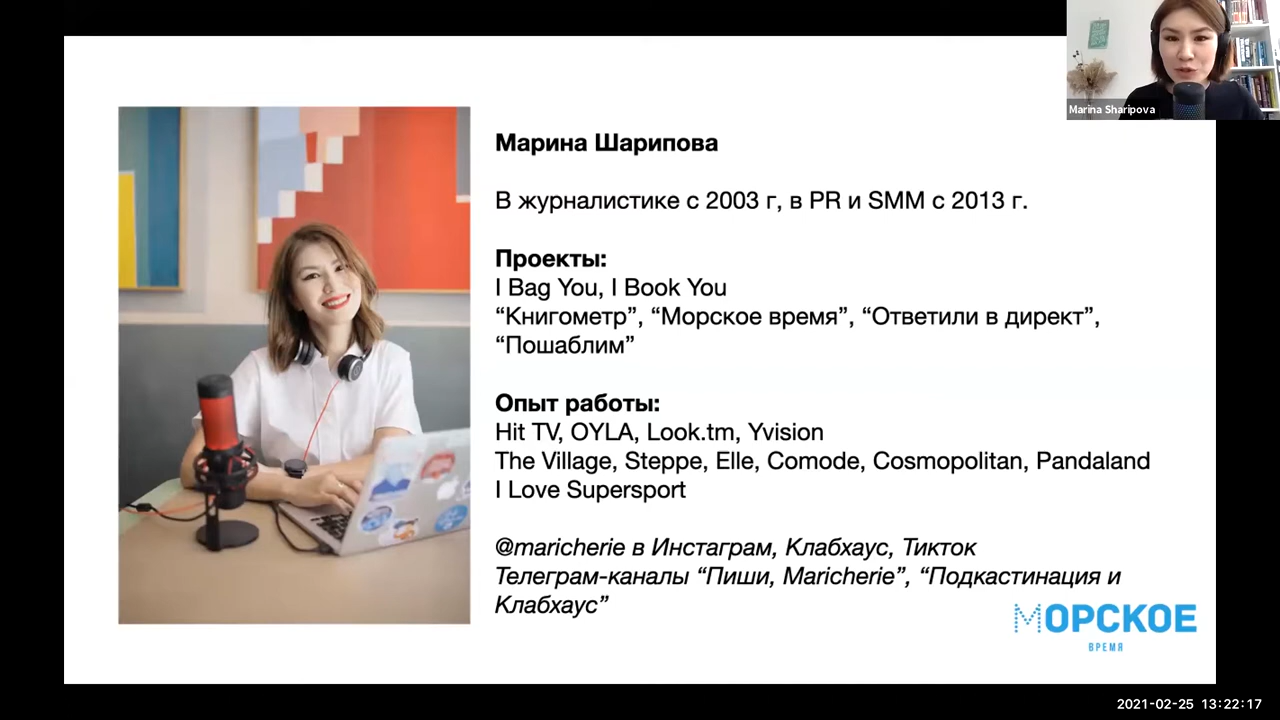 Marina Sharipova
Марина Шарипова
В журналистике с 2003 г, в PR и SMM с 2013 г.
Проекты:
I Bag You, I Book You
“Книгометр”, “Морское время”, “Ответили в директ”,
“Пошаблим”
Опыт работы:
Hit TV, OYLA, Look.tm, Yvision
The Village, Steppe, Elle, Comode, Cosmopolitan, Pandaland
I Love Supersport
@maricherie в Инстаграм, Клабхаус, Тикток
Телеграм-каналы “Пиши, Maricherie”, “Подкастинация и
Клабхаус”
МОРСКОЕ
ВРЕМЯ
2021-02-25 13:22:17